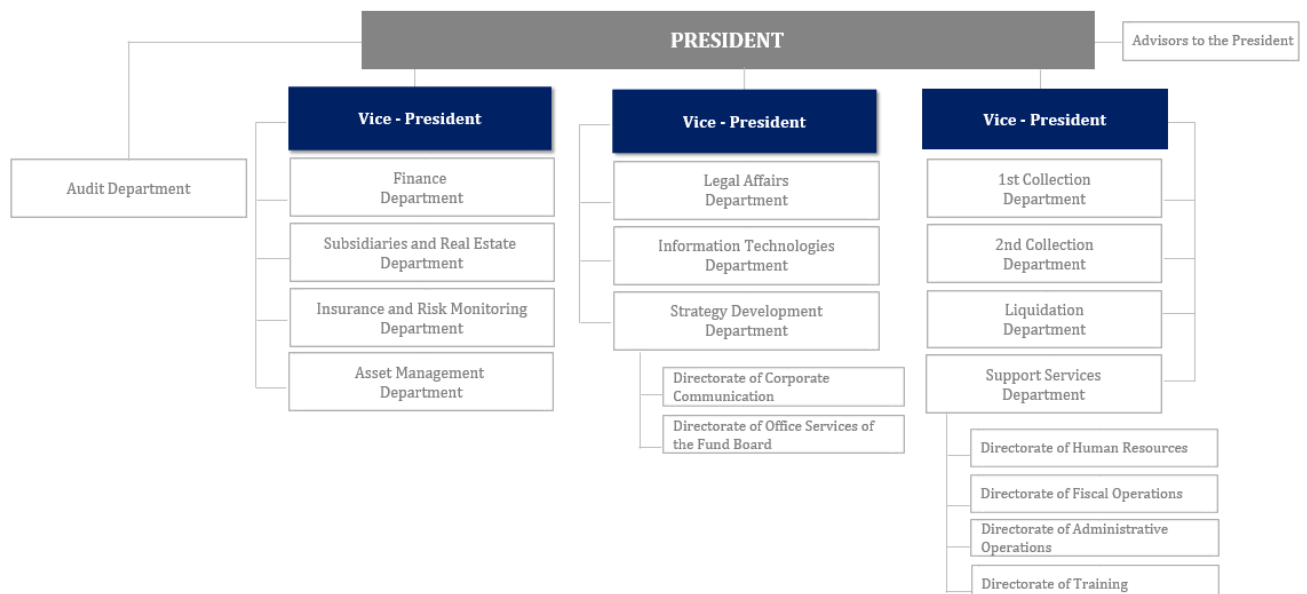 PRESIDENT
Advisors to the President
Audit Department
Vice - President
Finance
Department
Subsidiaries and Real Estate
Department
Insurance and Risk Monitoring
Department
Asset Management
Department
Vice - President
Legal Affairs
Department
Information Technologies
Department
Strategy Development
Department
Directorate of Corporate
Communication
Directorate of Office Services of
the Fund Board
Vice - President
1st Collection
Department
2nd Collection
Department
Liquidation
Department
Support Services
Department
Directorate of Human Resources
Directorate of Fiscal Operations
Directorate of Administrative
Operations
Directorate of Training